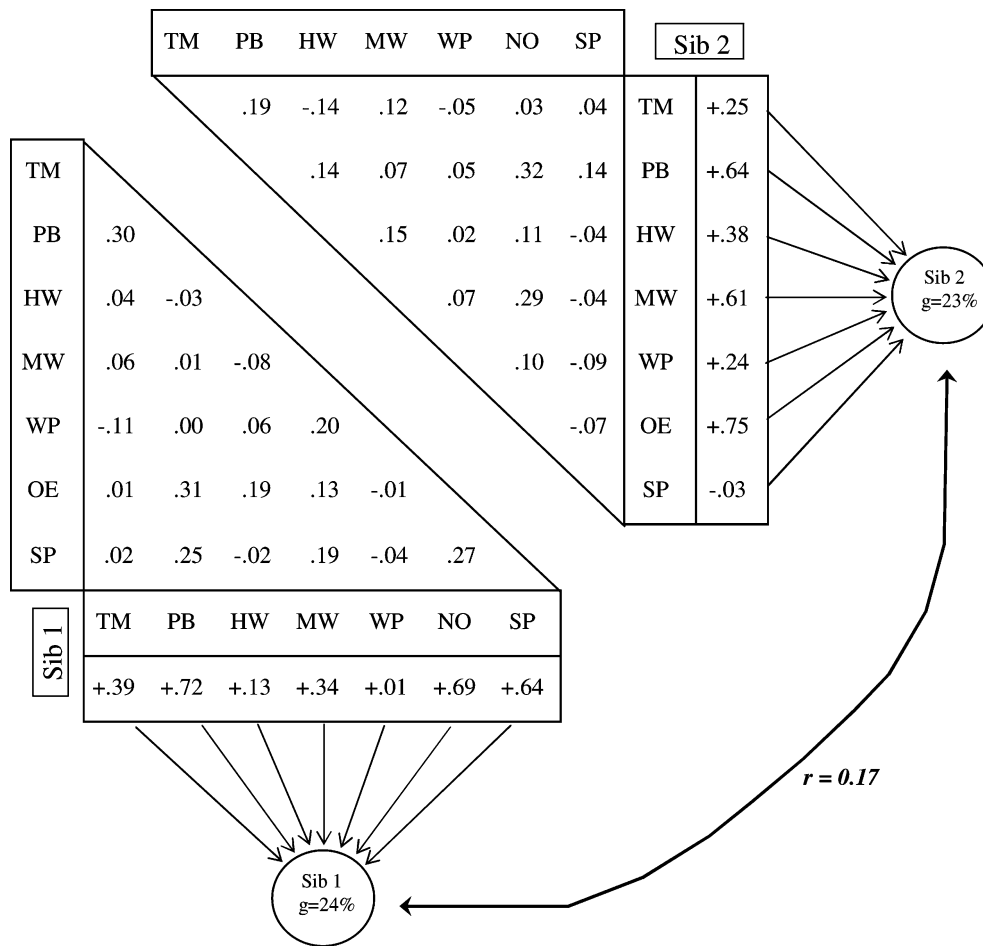 TM PB HW MW WP NO SP
Sib 2
.19 -.14 .12 -.05 .03 .04 TM +.25
.14 .07 .05 .32 .14 PB +.64
.15 .02 .11 -.04 HW +.38
.07 .29 -.04 MW +.61
.10 -.09 WP +.24
-.07 OE +.75
SP -.03
Sib 2
g=23%
TM
PB .30
HW .04 -.03
MW .06 .01 -.08
WP -.11 .00 .06 .20
OE .01 .31 .19 .13 -.01
SP .02 .25 -.02 .19 -.04 .27
Sib 1
TM PB HW MW WP NO SP
+.39 +.72 +.13 +.34 +.01 +.69 +.64
r = 0.17
Sib 1
g=24%